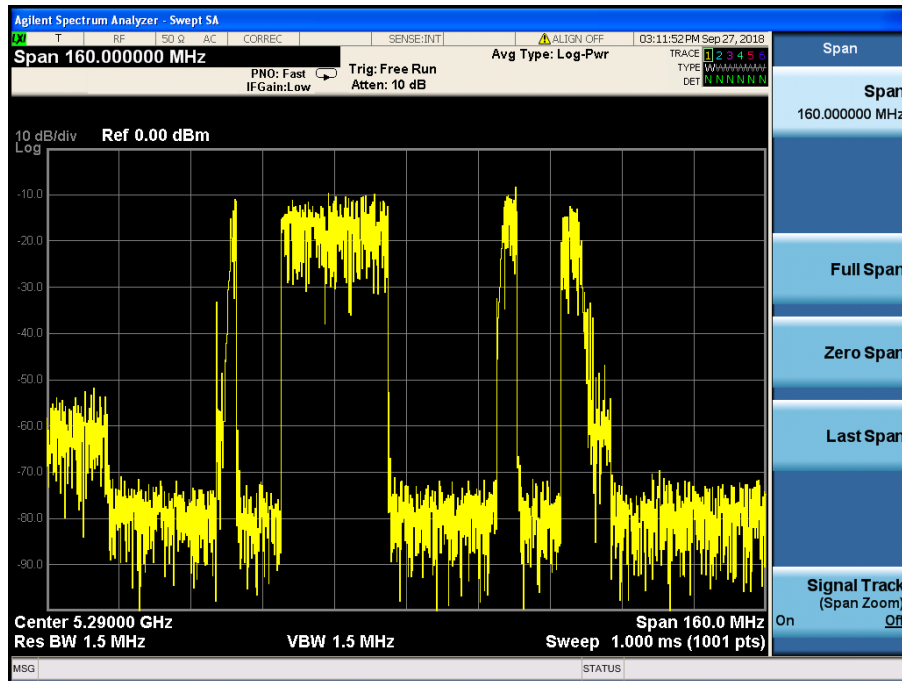 Agilent Spectrum Analyzer - Swept SA
LXI T RF 50 Ω AC CORREC SENSE:INT ALIGN OFF 03:11:52 PM Sep 27, 2018
Span 160.000000 MHz
PNO: Fast
IFGain:Low
Trig: Free Run
Atten: 10 dB
Avg Type: Log-Pwr
TRACE 1 2 3 4 5 6
TYPE WWWWWW
DET N N N N N N
10 dB/div Ref 0.00 dBm
Log
-10.0
-20.0
-30.0
-40.0
-50.0
-60.0
-70.0
-80.0
-90.0
Center 5.29000 GHz Span 160.0 MHz
Res BW 1.5 MHz VBW 1.5 MHz Sweep 1.000 ms (1001 pts)
MSG STATUS
Span
Span
160.000000 MHz
Full Span
Zero Span
Last Span
Signal Track
(Span Zoom)
On Off